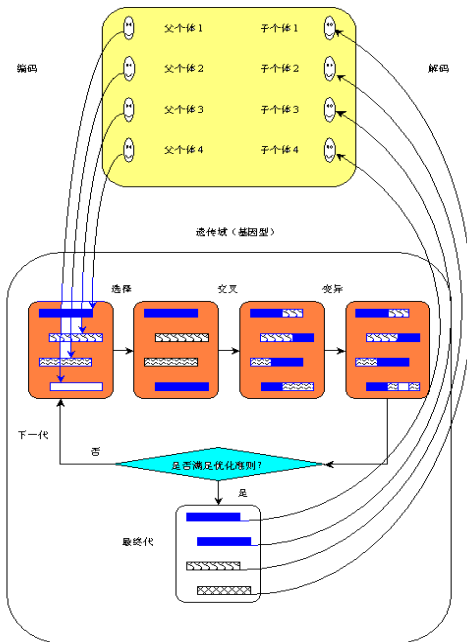 父个体1 子个体1
编码 父个体2 子个体2 解码
父个体3 子个体3
父个体4 子个体4
遗传域（基因型）
选择 交叉 变异
下一代
否
是否满足优化准则?
是
最终代